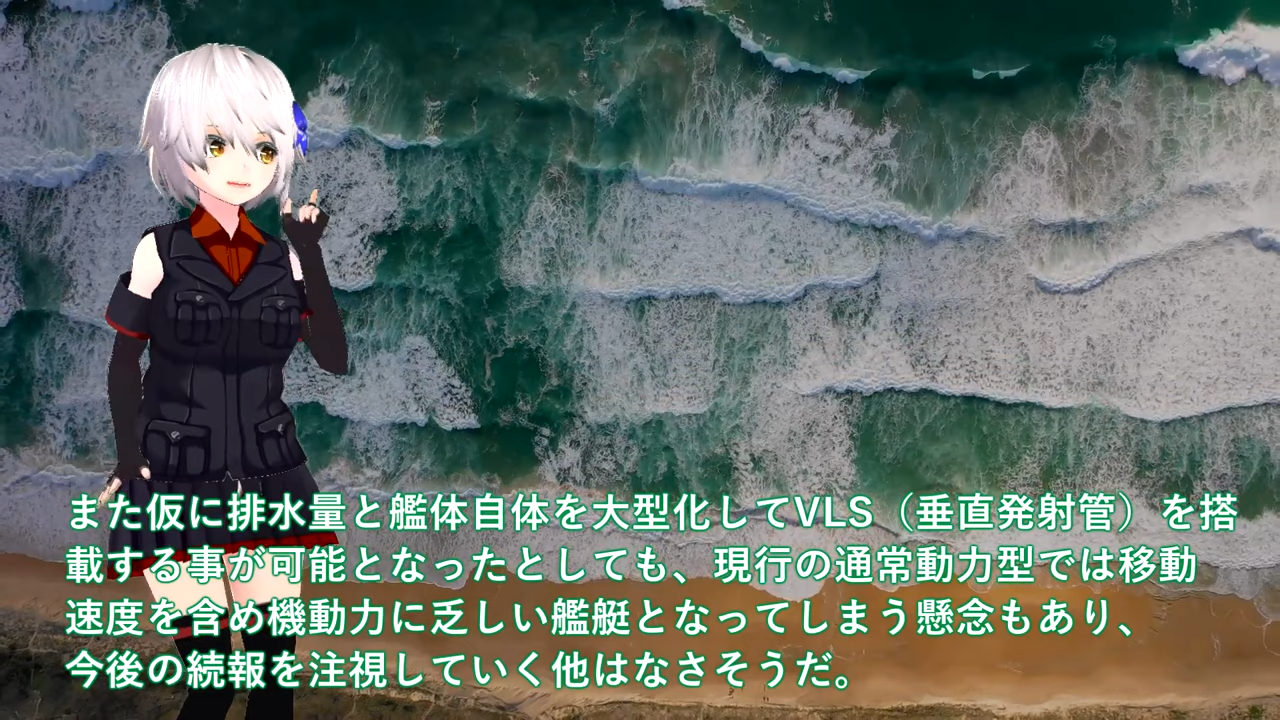 また仮に排水量と艦体自体を大型化してVLS（垂直発射管）を搭
載する事が可能となったとしても、現行の通常動力型では移動
速度を含め機動力に乏しい艦艇となってしまう懸念もあり、
今後の続報を注視していく他はなさそうだ。